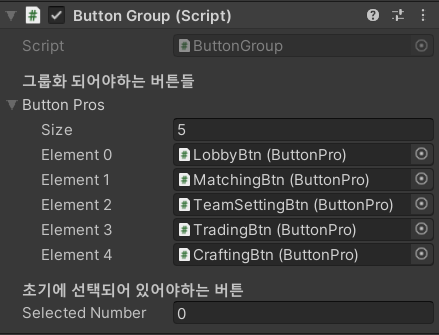 Button Group (Script)
Script ButtonGroup
그룹화 되어야하는 버튼들
Button Pros
Size 5
Element 0 LobbyBtn (ButtonPro)
Element 1 MatchingBtn (ButtonPro)
Element 2 TeamSettingBtn (ButtonPro)
Element 3 TradingBtn (ButtonPro)
Element 4 CraftingBtn (ButtonPro)
초기에 선택되어 있어야하는 버튼
Selected Number 0